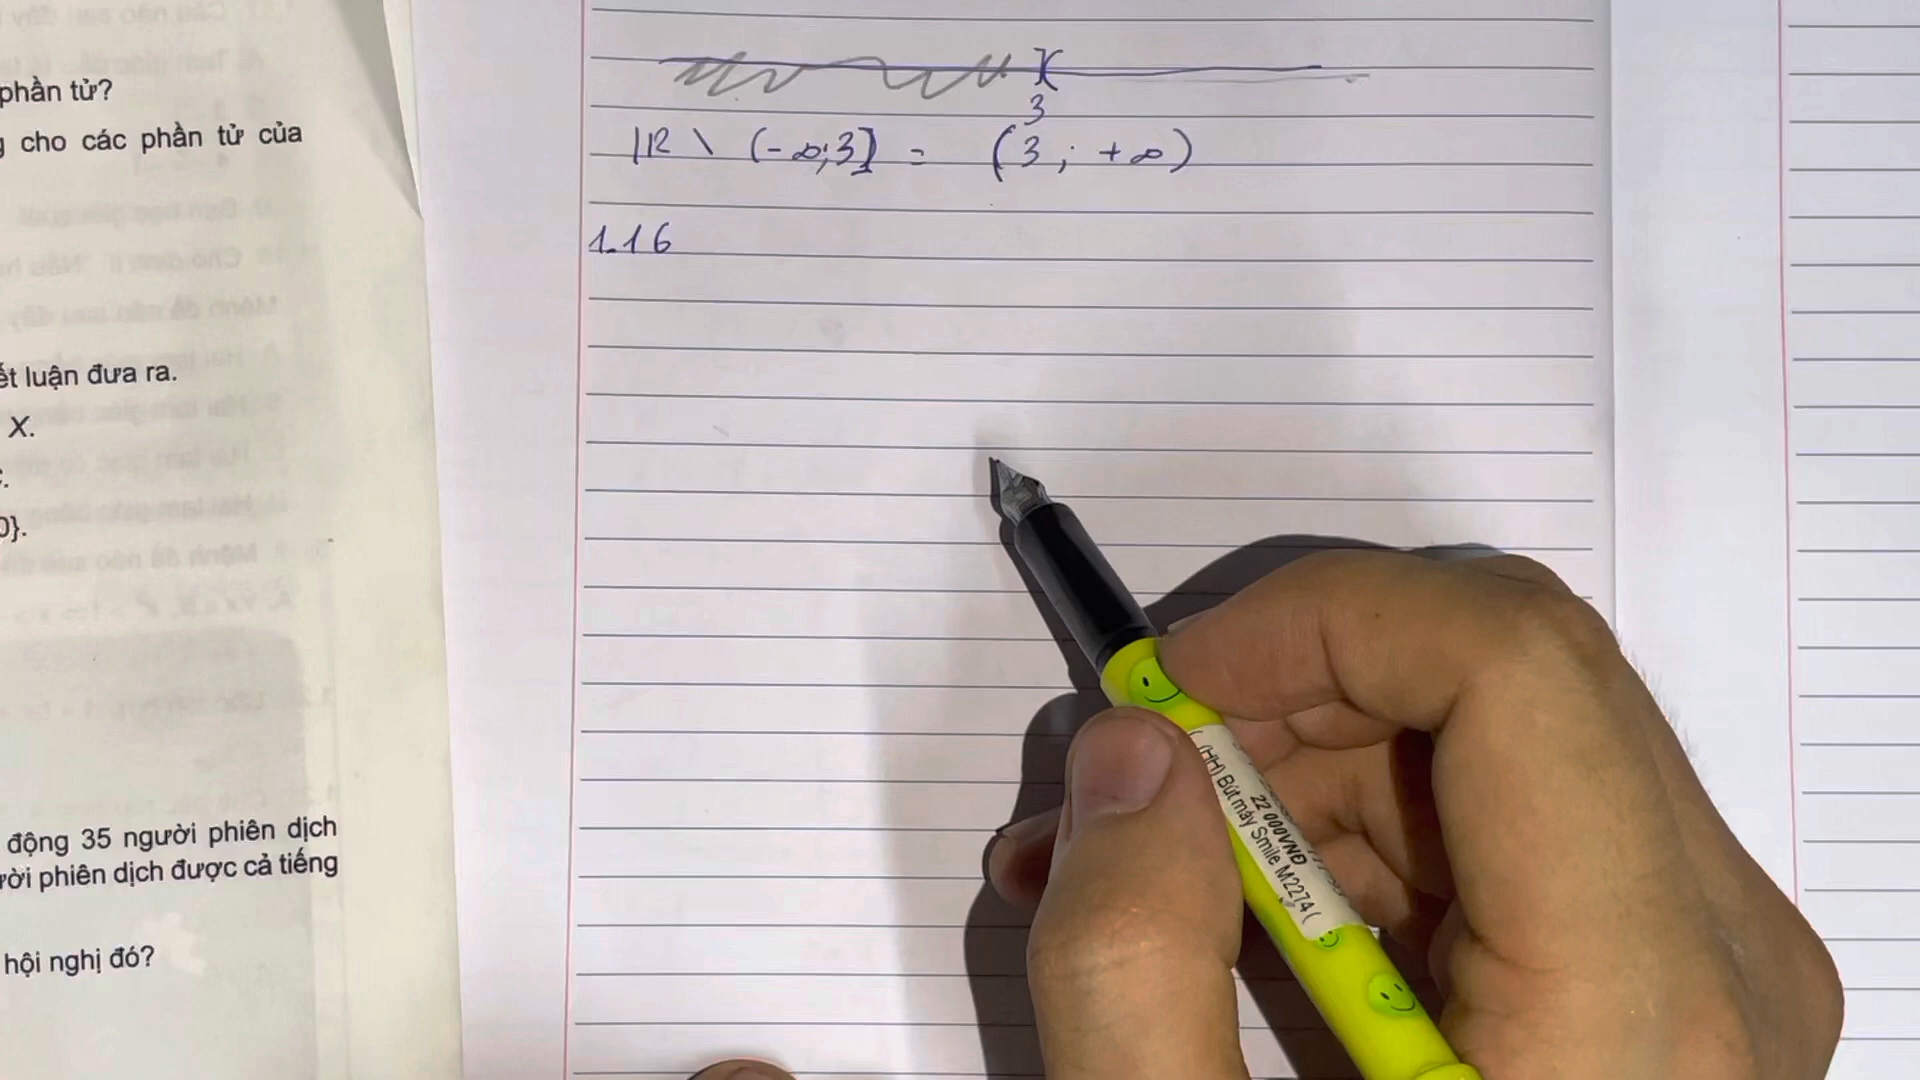 phần tử?
cho các phần tử của
ết luận đưa ra.
X.
0}.
động 35 người phiên dịch
ười phiên dịch được cả tiếng
hội nghị đó?
3
ℝ \ (-∞;3] = (3; +∞)
1.16
(HH) Bút máy Smile M2274 (
22 000VNĐ